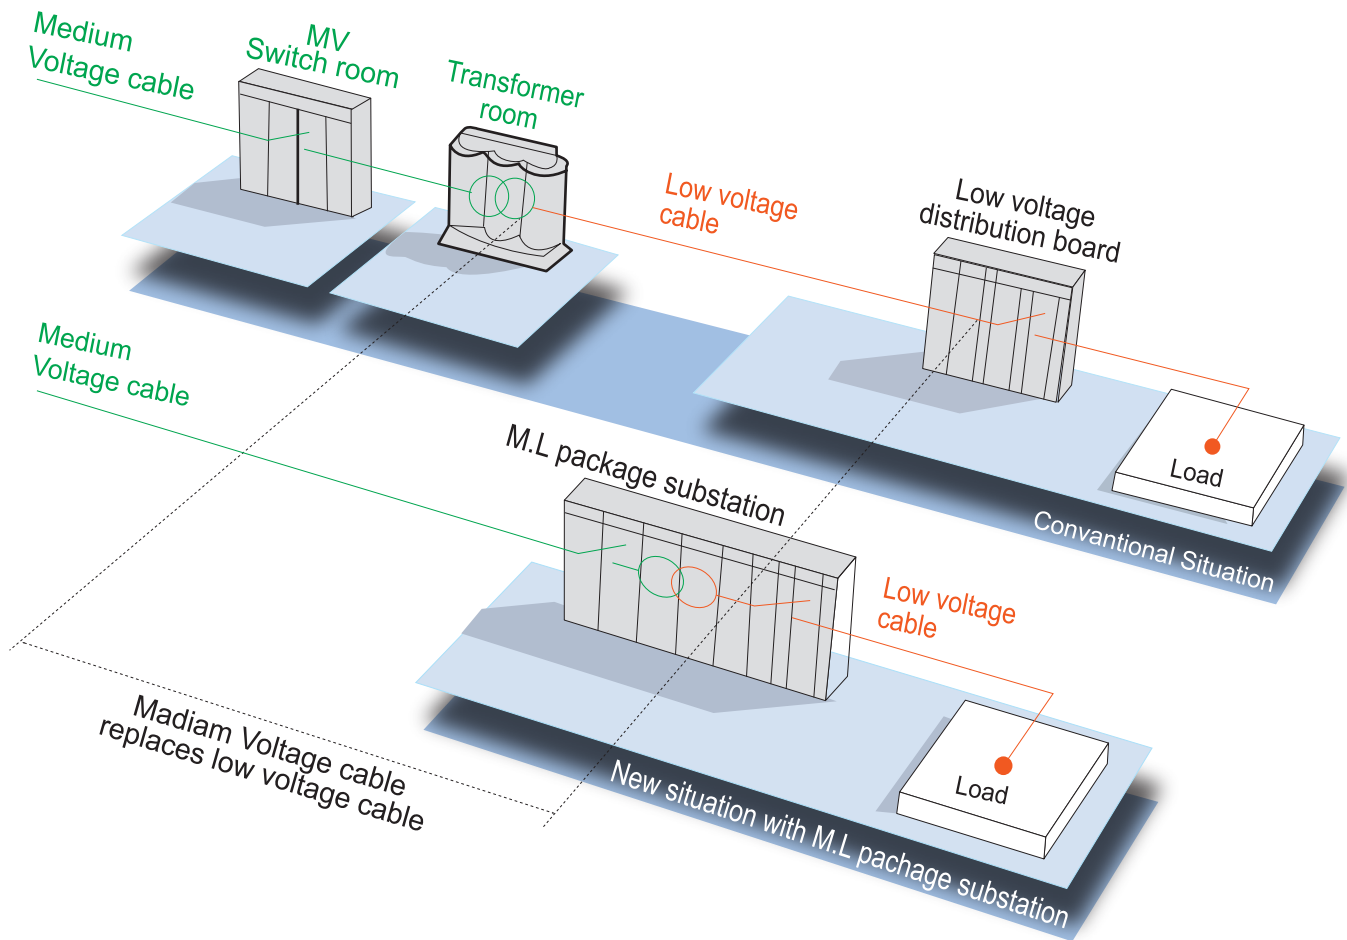 Medium
Voltage cable
MV
Switch room
Transformer
room
Low voltage
cable
Low voltage
distribution board
Load
Convantional Situation
Medium
Voltage cable
M.L package substation
Low voltage
cable
Load
Madiam Voltage cable
replaces low voltage cable
New situation with M.L pachage substation